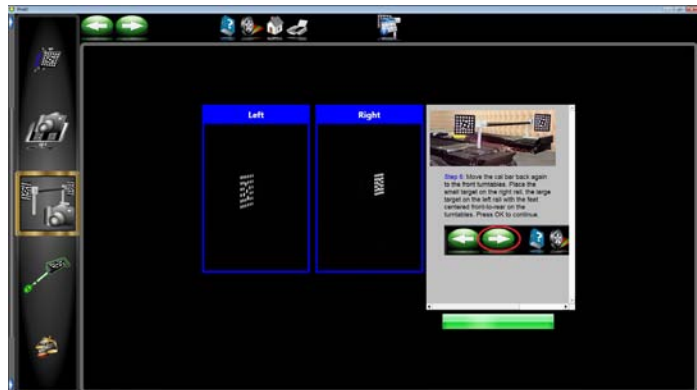 Left
Right
Step 6: Move the cal bar back again
to the front turntables. Place the
small target on the right rail, the large
target on the left rail with the feet
centered front-to-rear on the
turntables. Press OK to continue.